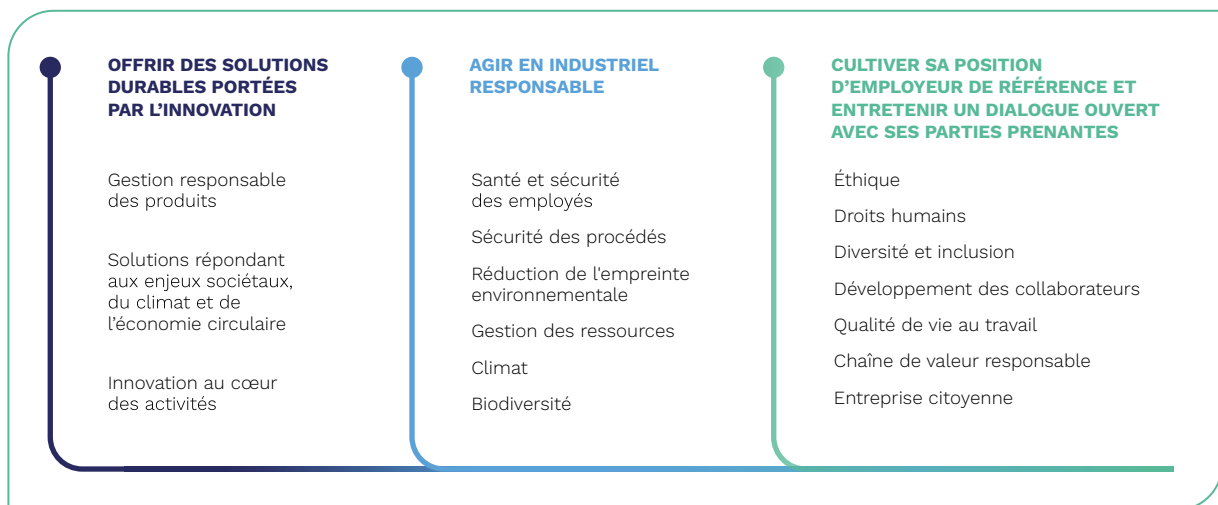 OFFRIR DES SOLUTIONS
DURABLES PORTÉES
PAR L’INNOVATION
Gestion responsable
des produits
Solutions répondant
aux enjeux sociétaux,
du climat et de
l’économie circulaire
Innovation au cœur
des activités
AGIR EN INDUSTRIEL
RESPONSABLE
Santé et sécurité
des employés
Sécurité des procédés
Réduction de l'empreinte
environnementale
Gestion des ressources
Climat
Biodiversité
CULTIVER SA POSITION
D’EMPLOYEUR DE RÉFÉRENCE ET
ENTRETENIR UN DIALOGUE OUVERT
AVEC SES PARTIES PRENANTES
Éthique
Droits humains
Diversité et inclusion
Développement des collaborateurs
Qualité de vie au travail
Chaîne de valeur responsable
Entreprise citoyenne